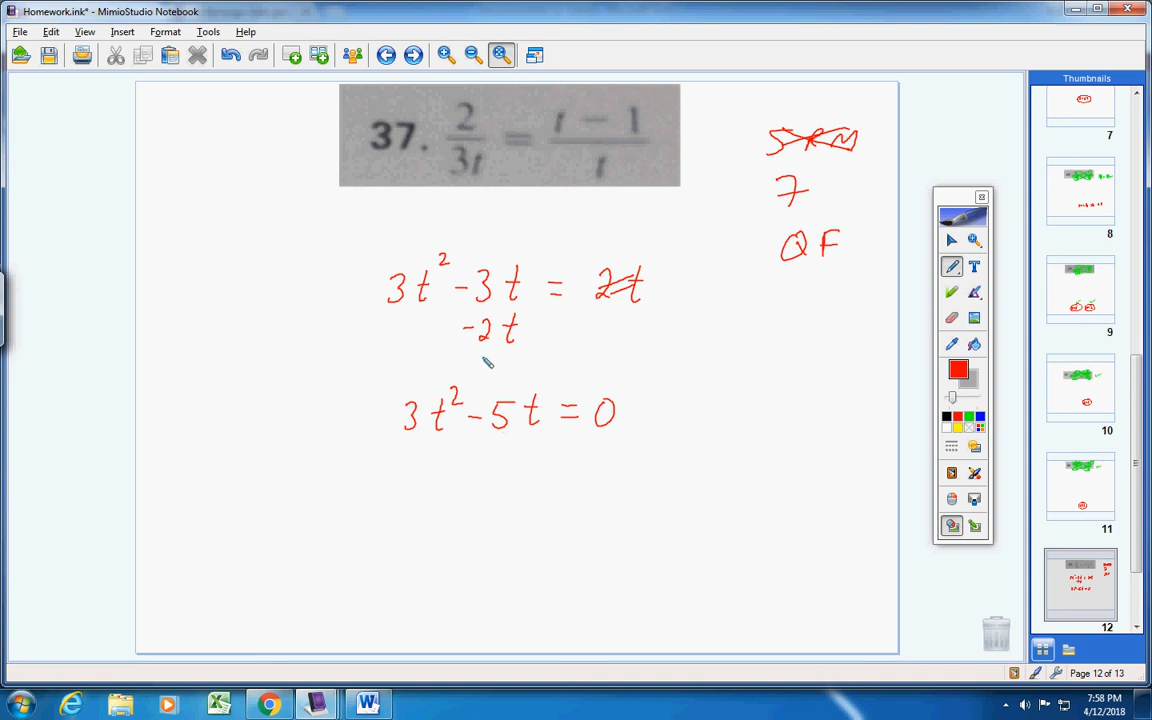 Homework.ink* - MimioStudio Notebook
File Edit View Insert Format Tools Help
Thumbnails
37. 2/3t = t - 1/t
7
QF
3t² - 3t = 2t
-2t
3t² - 5t = 0
7
8
9
10
11
12
Page 12 of 13
7:58 PM
4/12/2018